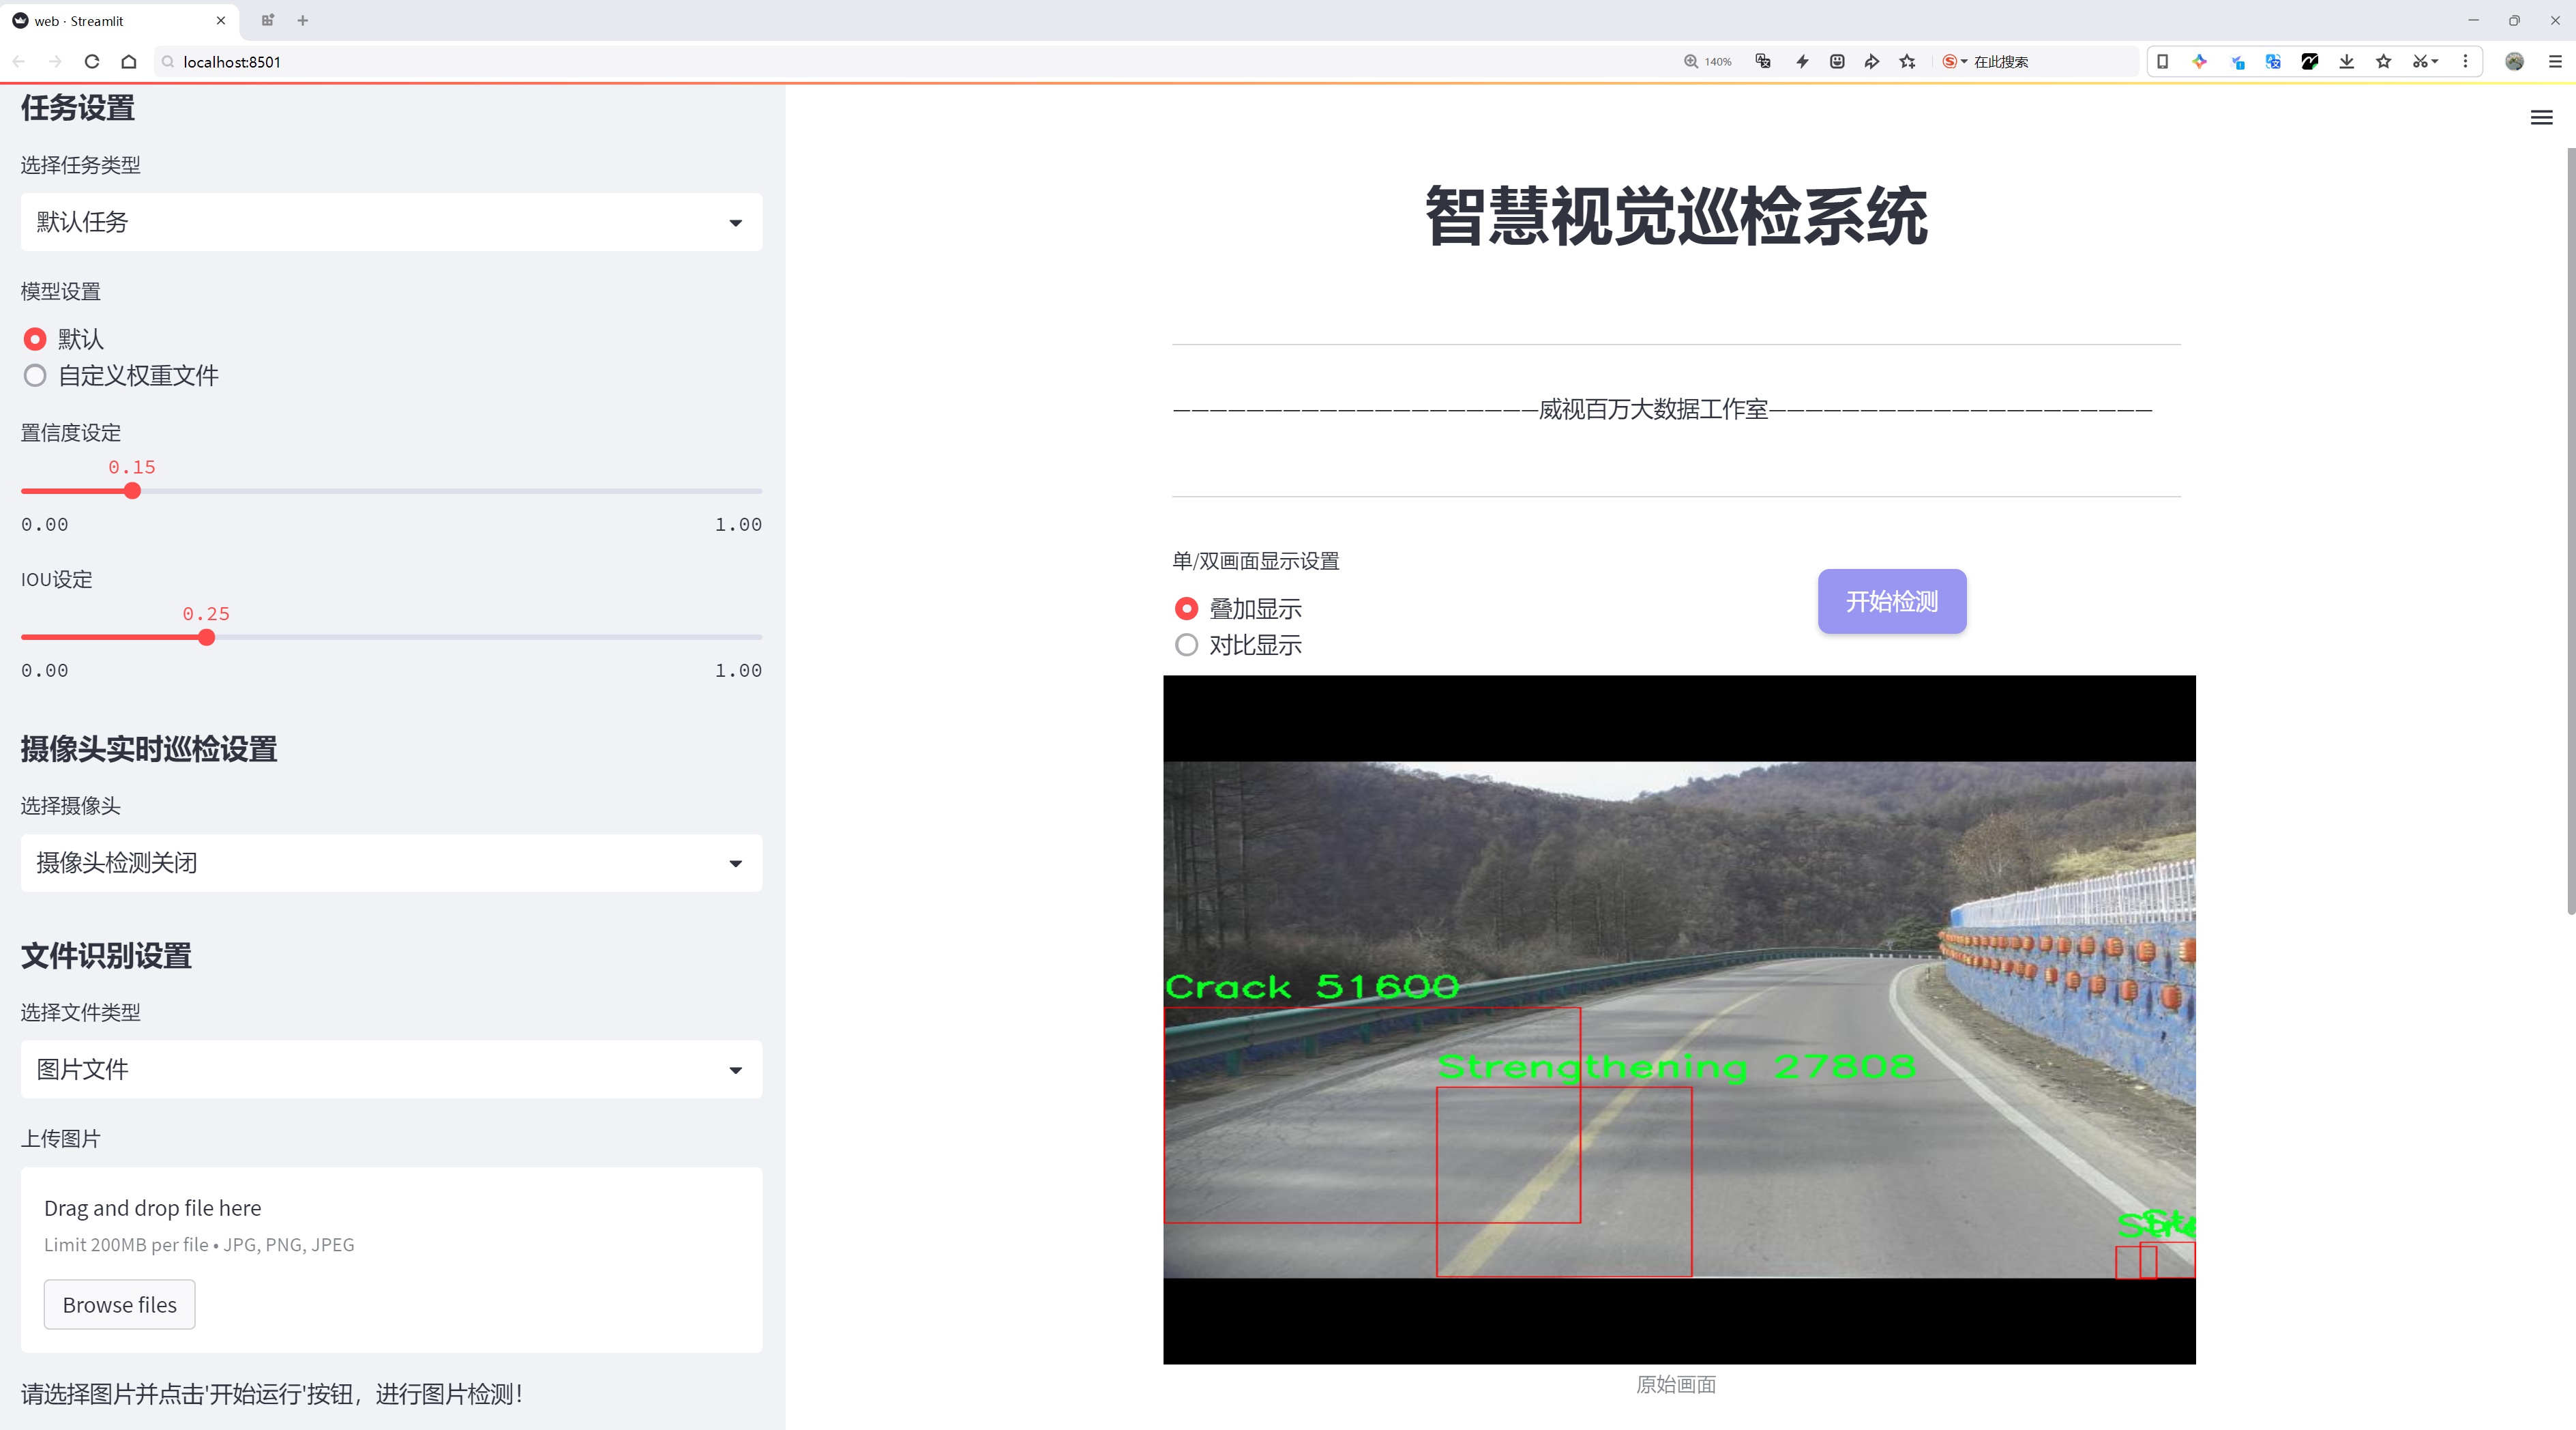 web · Streamlit
localhost:8501
140%
在此搜索
任务设置
选择任务类型
默认任务
模型设置
默认
自定义权重文件
置信度设定
0.15
0.00 1.00
IOU设定
0.25
0.00 1.00
摄像头实时巡检设置
选择摄像头
摄像头检测关闭
文件识别设置
选择文件类型
图片文件
上传图片
Drag and drop file here
Limit 200MB per file • JPG, PNG, JPEG
Browse files
请选择图片并点击'开始运行'按钮，进行图片检测！
智慧视觉巡检系统
————————————————————威视百万大数据工作室—————————————————————
单/双画面显示设置
叠加显示
对比显示
开始检测
Crack 51600
Strengthening 27808
原始画面